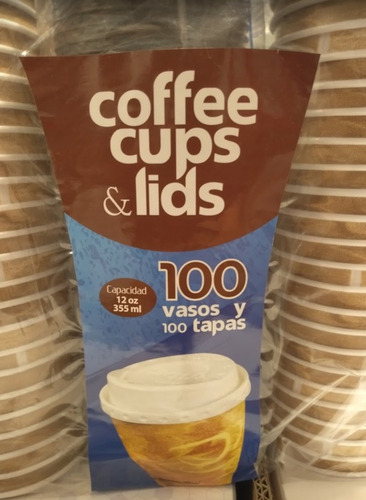 coffee
cups
& lids
Capacidad
12 oz
355 ml
100
vasos y
100 tapas